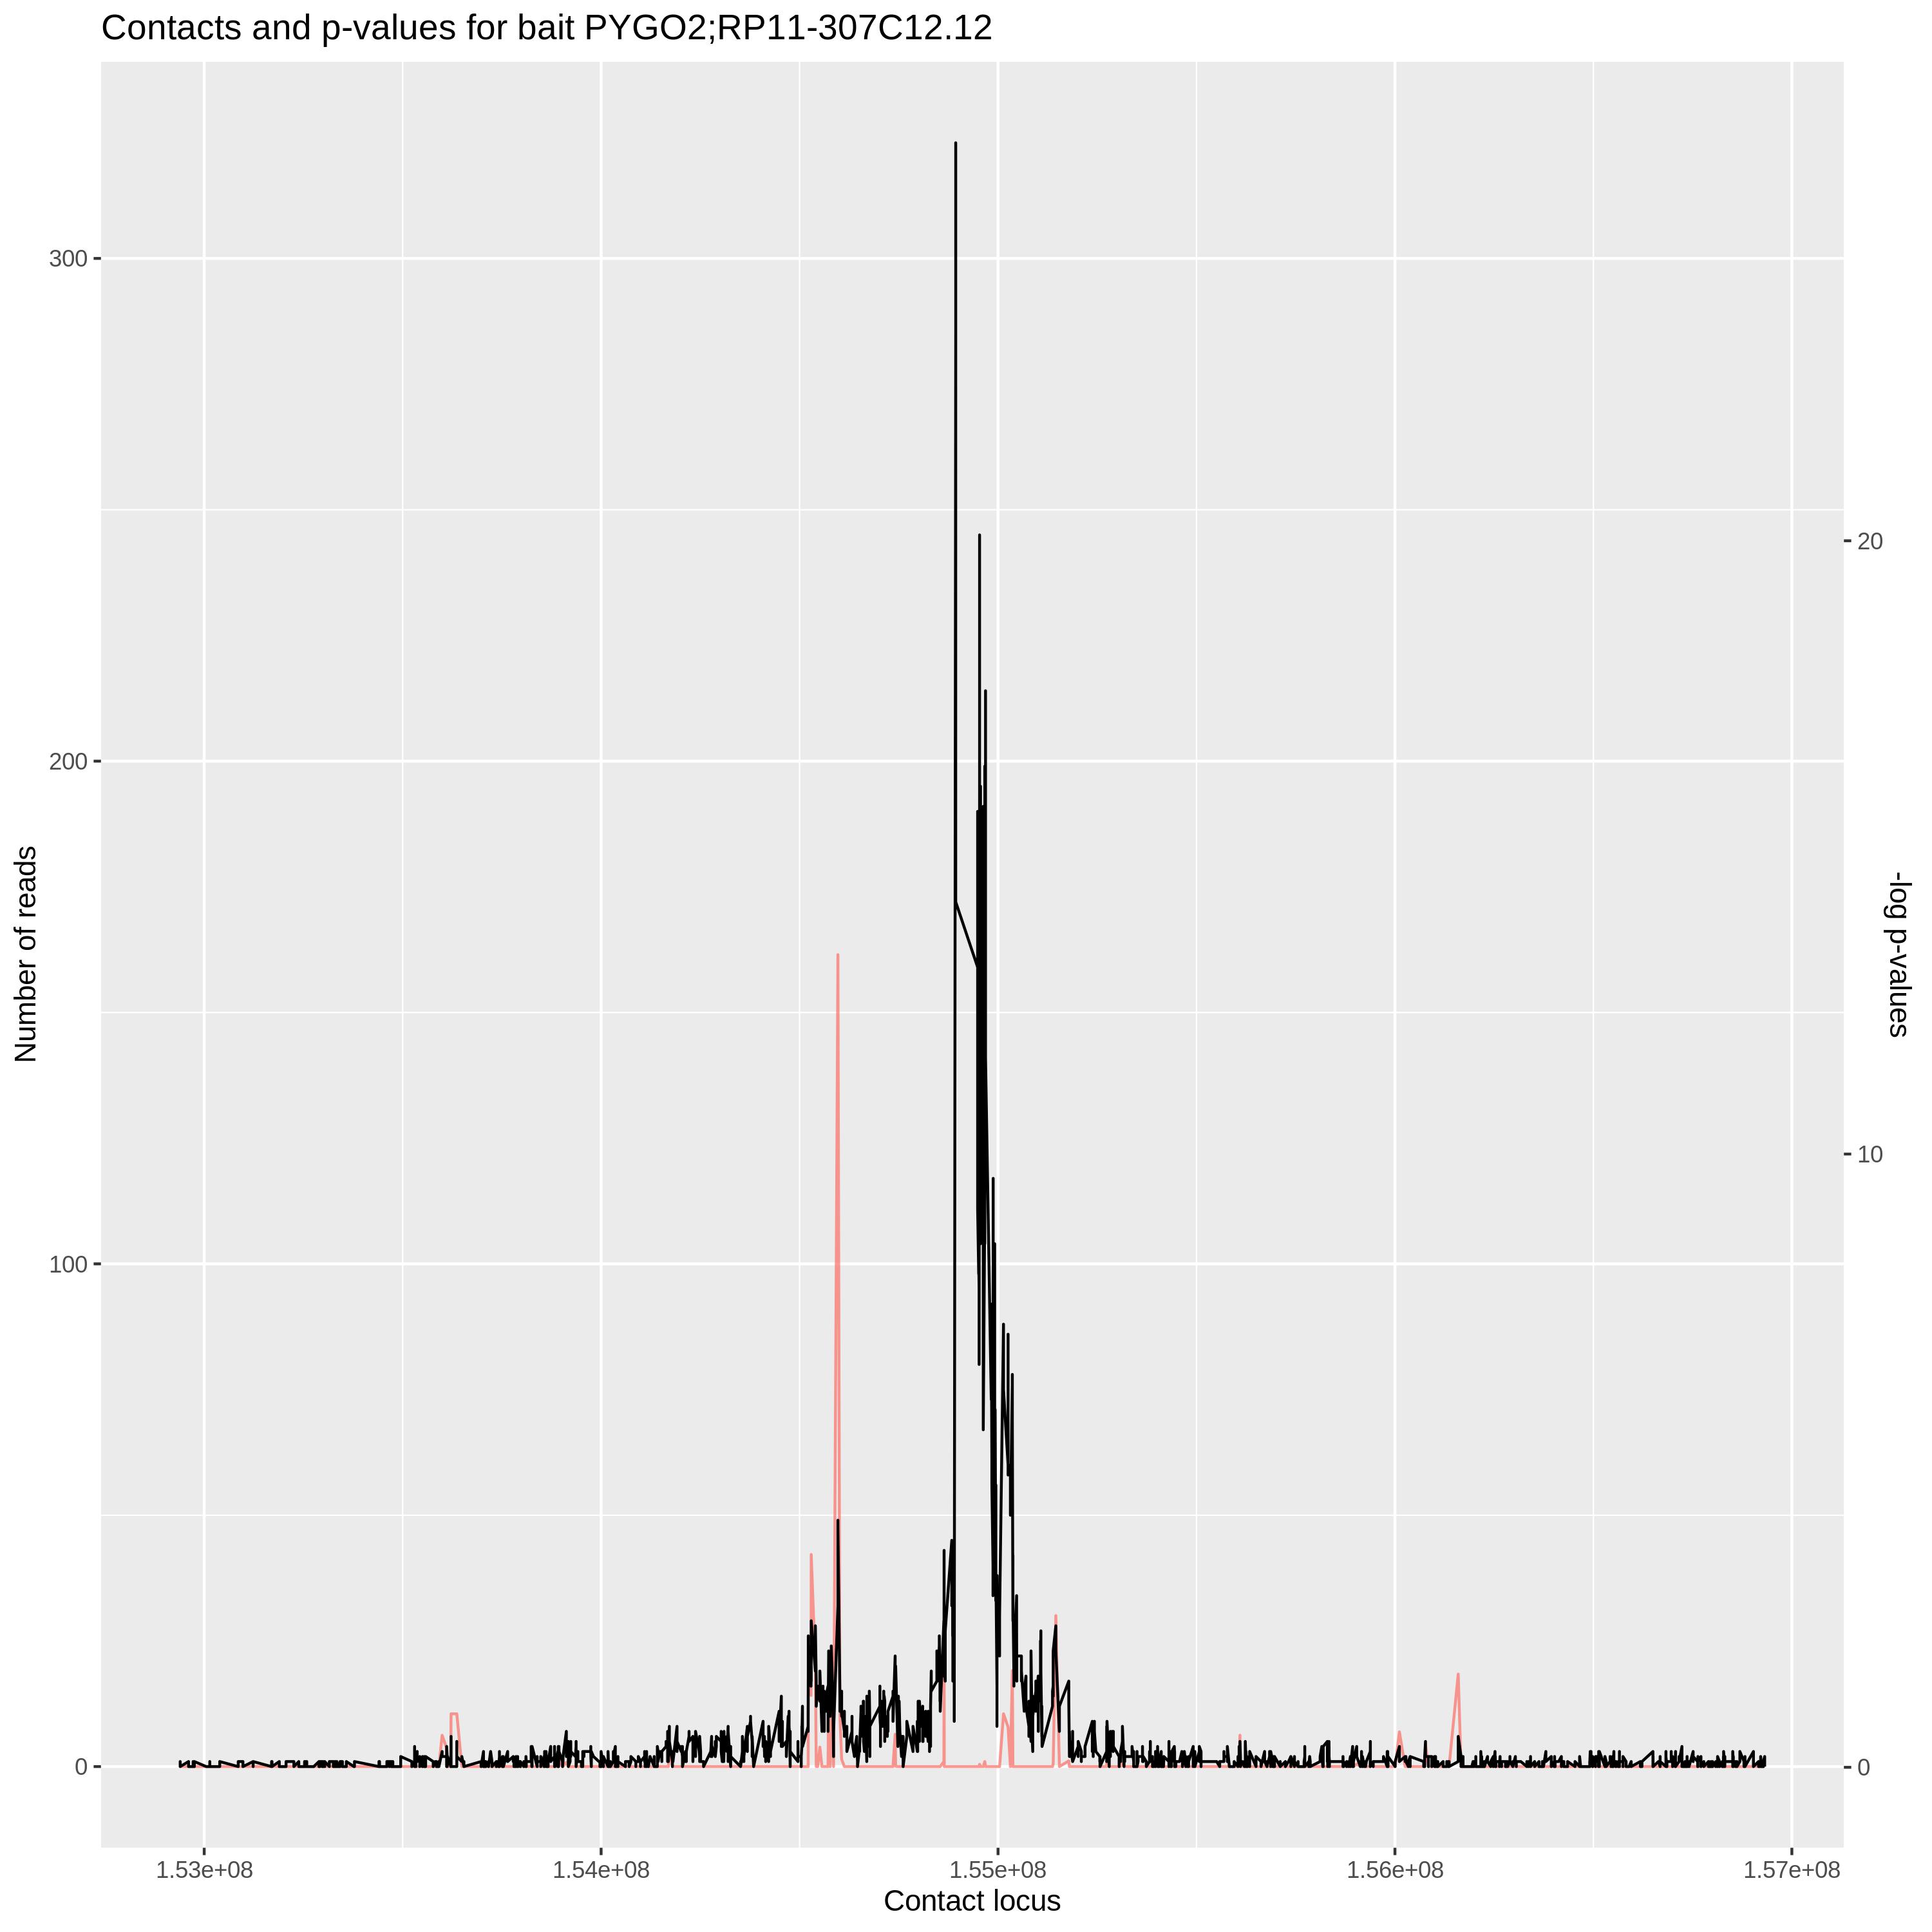 Contacts and p-values for bait PYGO2;RP11-307C12.12
300
200
100
0
Number of reads
20
10
0
-log p-values
1.53e+08
1.54e+08
1.55e+08
1.56e+08
1.57e+08
Contact locus